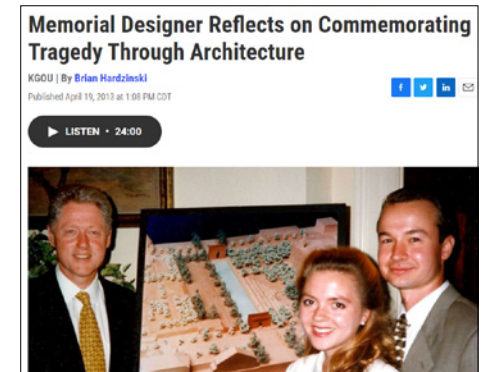 Memorial Designer Reflects on Commemorating
Tragedy Through Architecture
KGOU | By Brian Hardzinski
Published April 19, 2013 at 1:08 PM CDT
LISTEN • 24:00